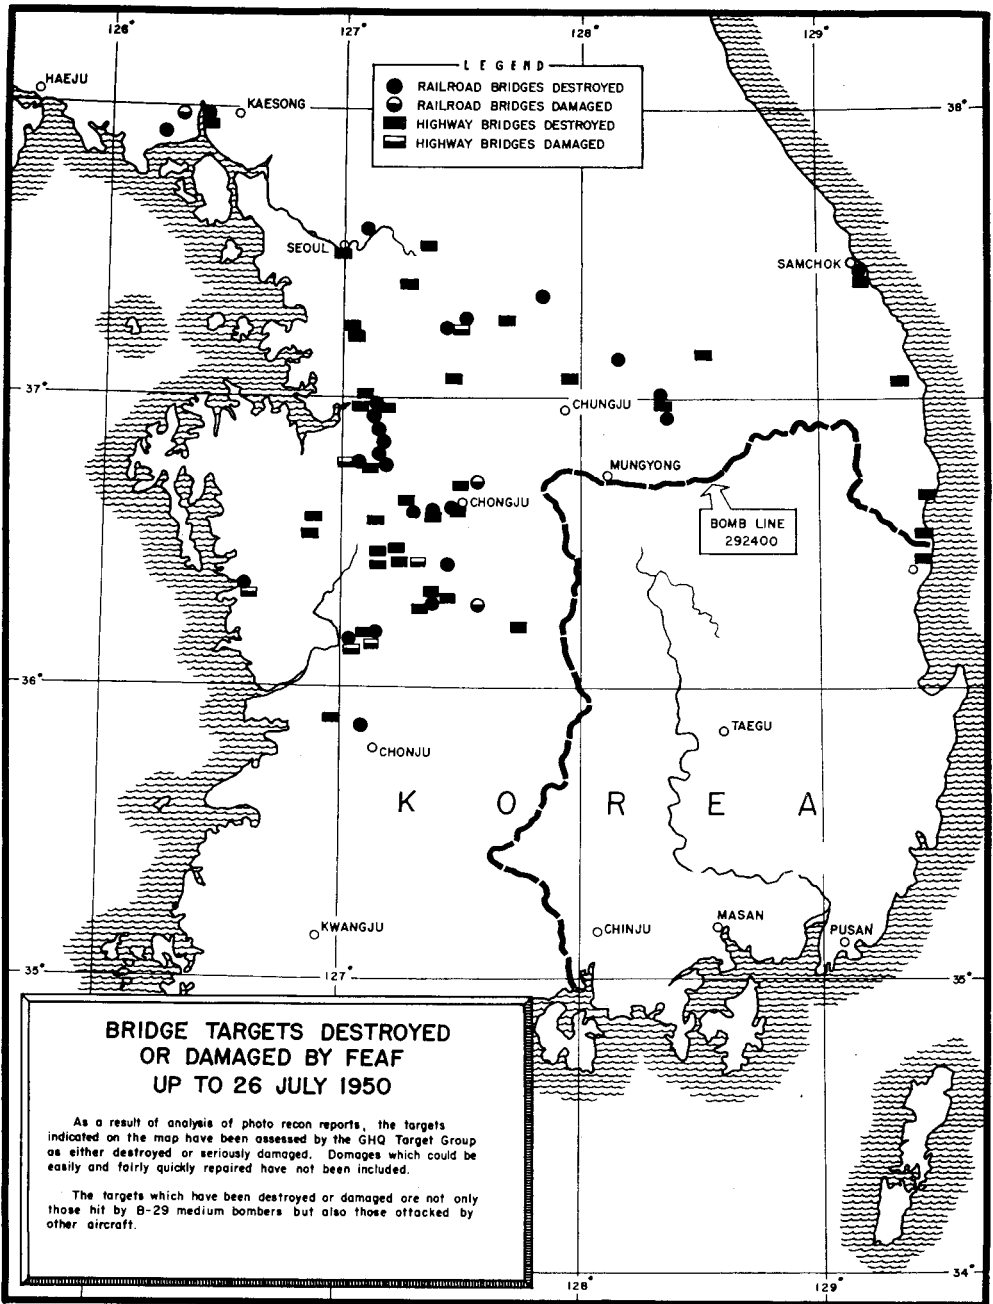 126°
127°
128°
129°
LEGEND
RAILROAD BRIDGES DESTROYED
RAILROAD BRIDGES DAMAGED
HIGHWAY BRIDGES DESTROYED
HIGHWAY BRIDGES DAMAGED
HAEJU
KAESONG
38°
SEOUL
SAMCHOK
37°
CHUNGJU
MUNGYONG
CHONGJU
BOMB LINE
292400
36°
TAEGU
CHONJU
K O R E A
KWANGJU
CHINJU
MASAN
PUSAN
35°
127°
35°
BRIDGE TARGETS DESTROYED
OR DAMAGED BY FEAF
UP TO 26 JULY 1950
As a result of analysis of photo recon reports, the targets
indicated on the map have been assessed by the GHQ Target Group
as either destroyed or seriously damaged. Damages which could be
easily and fairly quickly repaired have not been included.
The targets which have been destroyed or damaged are not only
those hit by B-29 medium bombers but also those attacked by
other aircraft.
34°
128°
129°